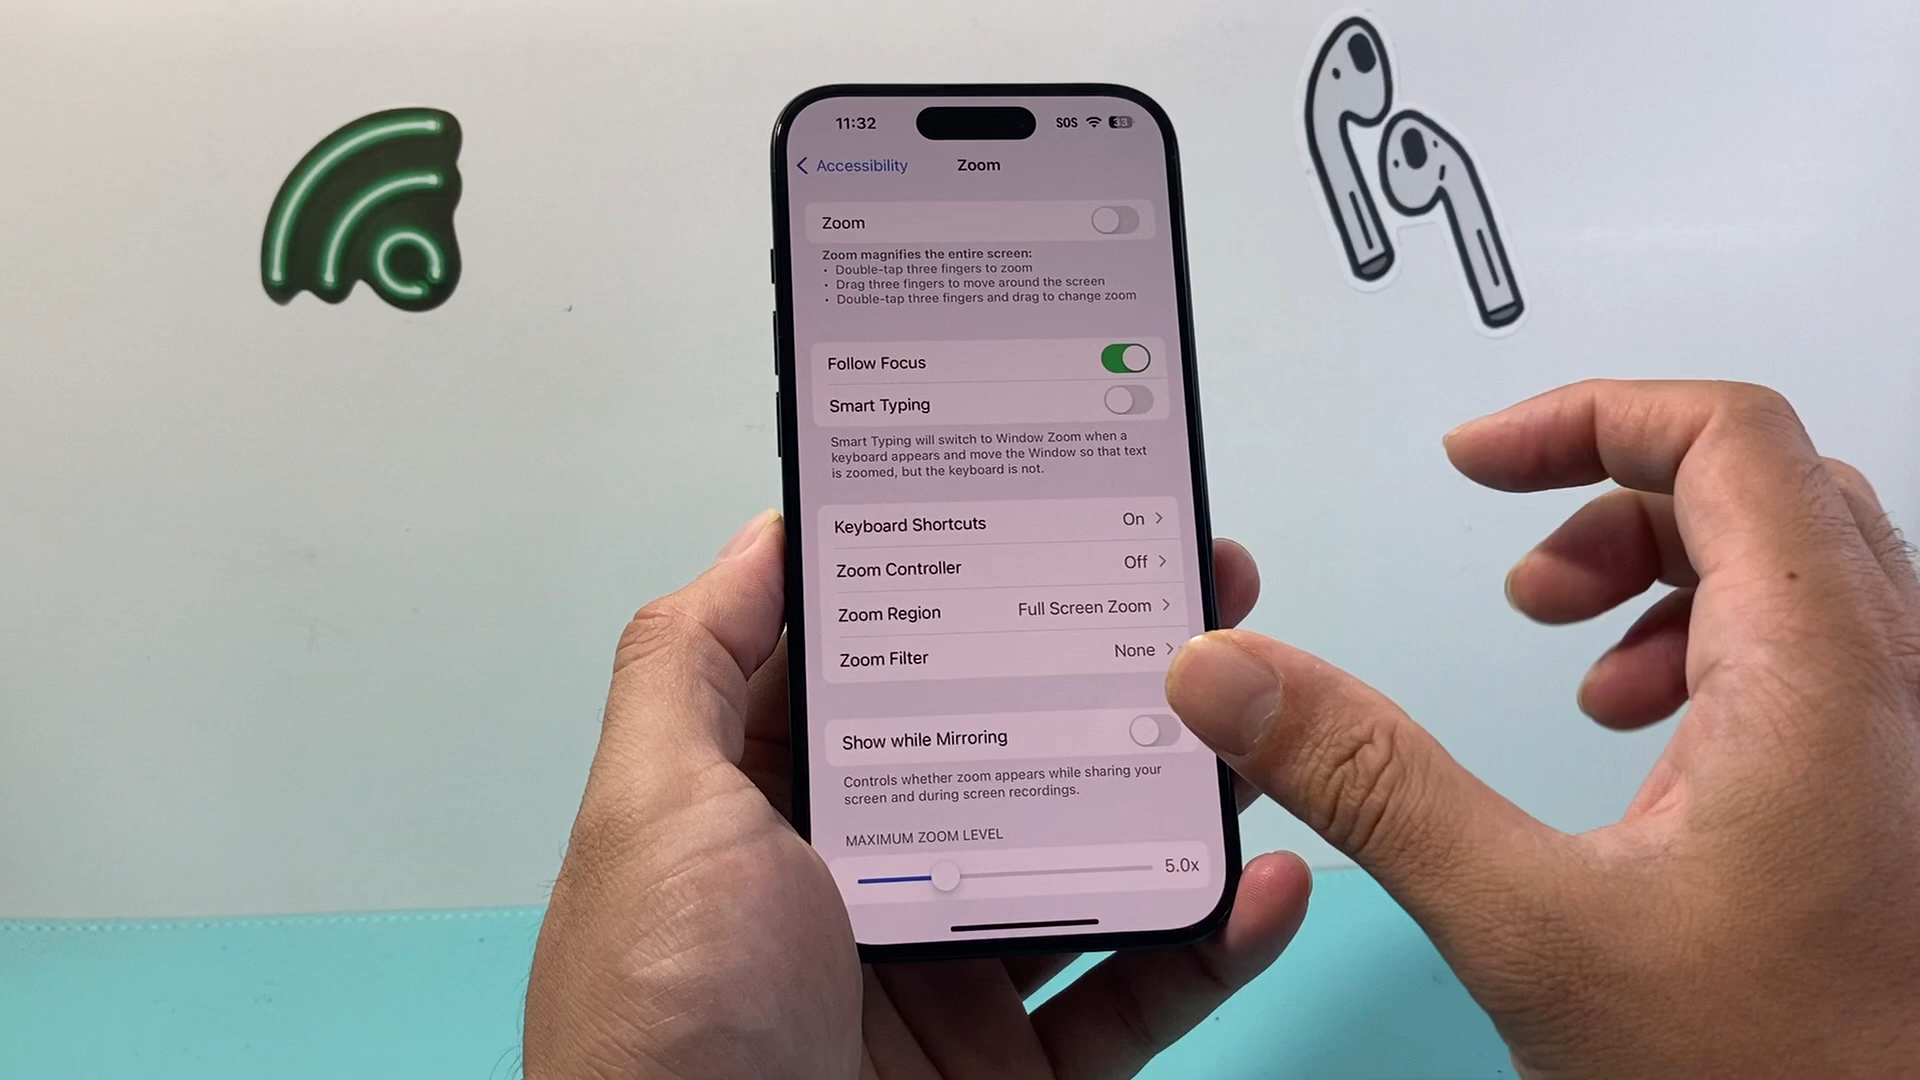 11:32
SOS 33
Accessibility Zoom
Zoom
Zoom magnifies the entire screen:
• Double-tap three fingers to zoom
• Drag three fingers to move around the screen
• Double-tap three fingers and drag to change zoom
Follow Focus
Smart Typing
Smart Typing will switch to Window Zoom when a
keyboard appears and move the Window so that text
is zoomed, but the keyboard is not.
Keyboard Shortcuts On
Zoom Controller Off
Zoom Region Full Screen Zoom
Zoom Filter None
Show while Mirroring
Controls whether zoom appears while sharing your
screen and during screen recordings.
MAXIMUM ZOOM LEVEL
5.0x